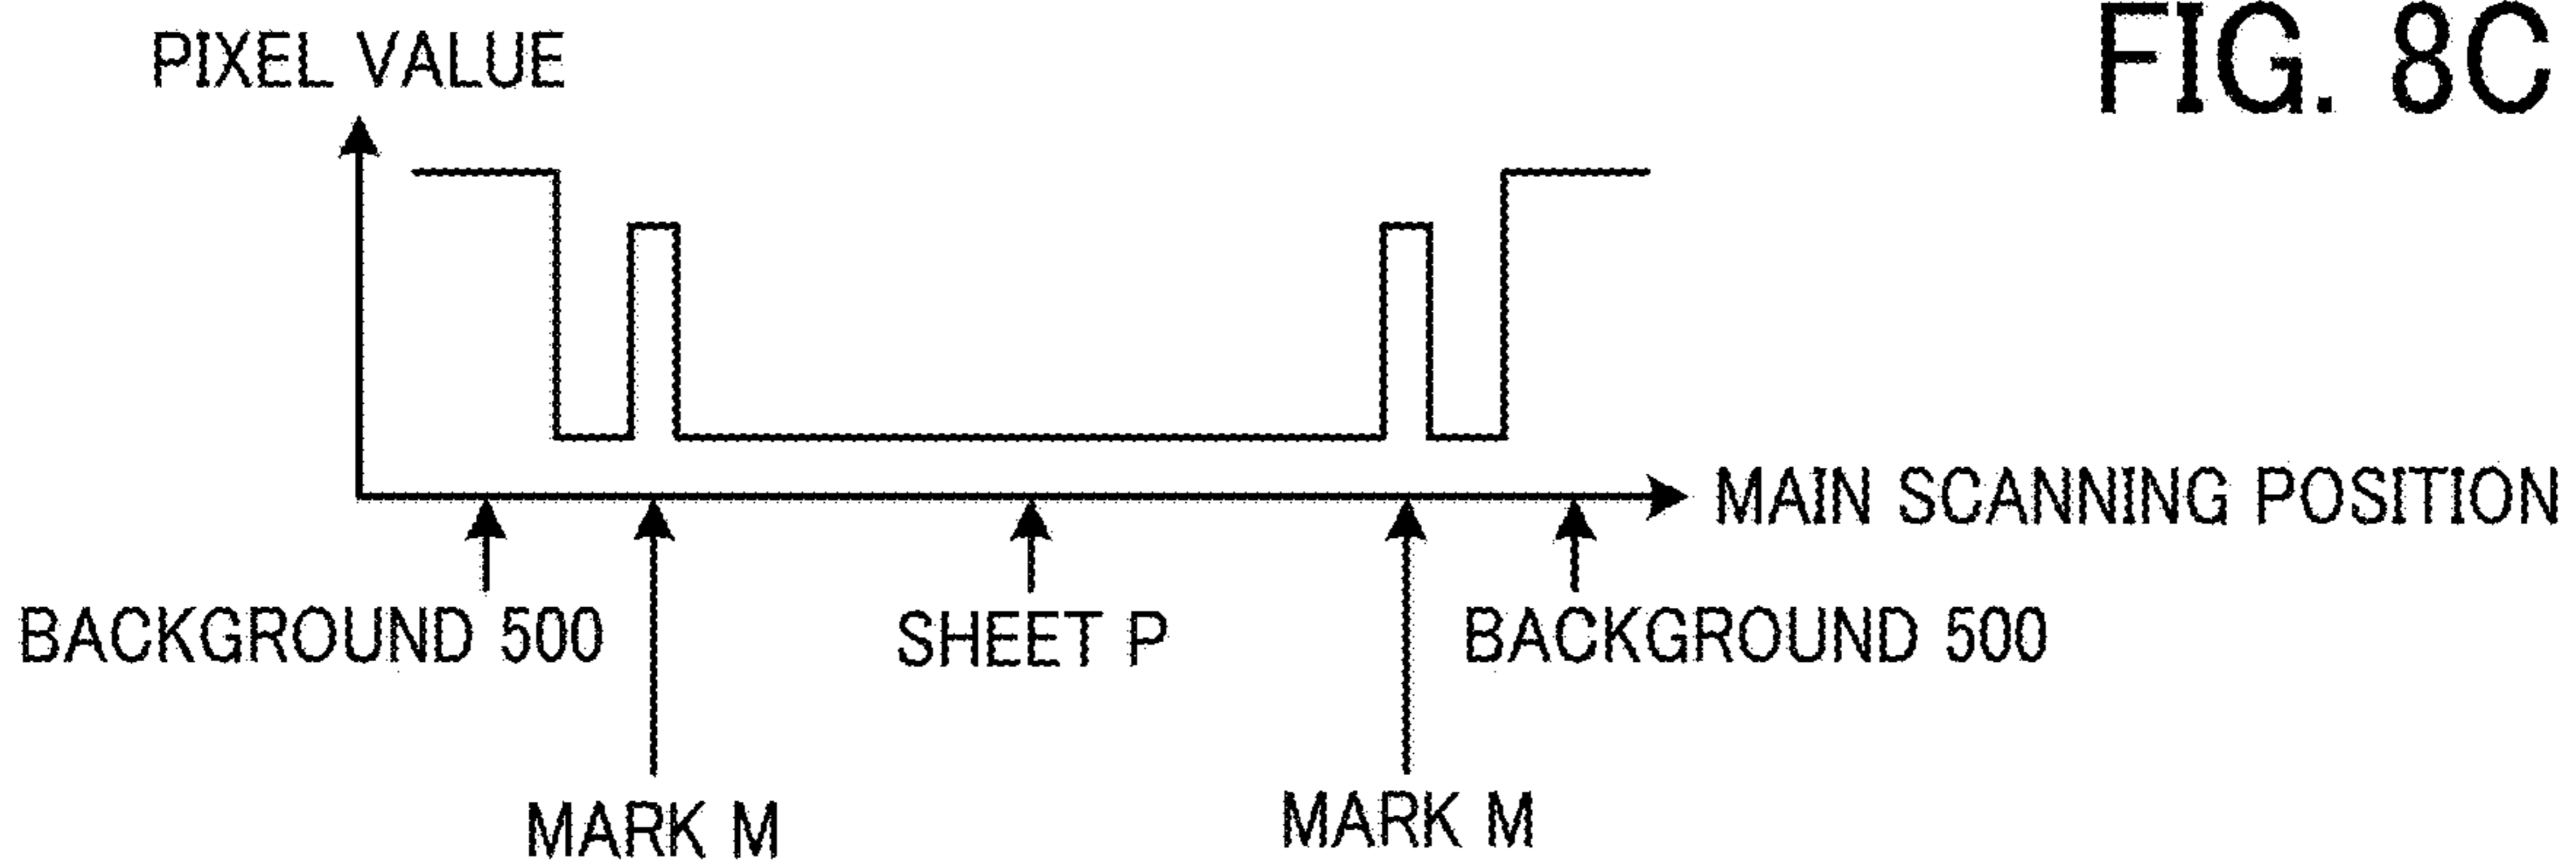 FIG. 8C
PIXEL VALUE
MAIN SCANNING POSITION
BACKGROUND 500
SHEET P
BACKGROUND 500
MARK M
MARK M